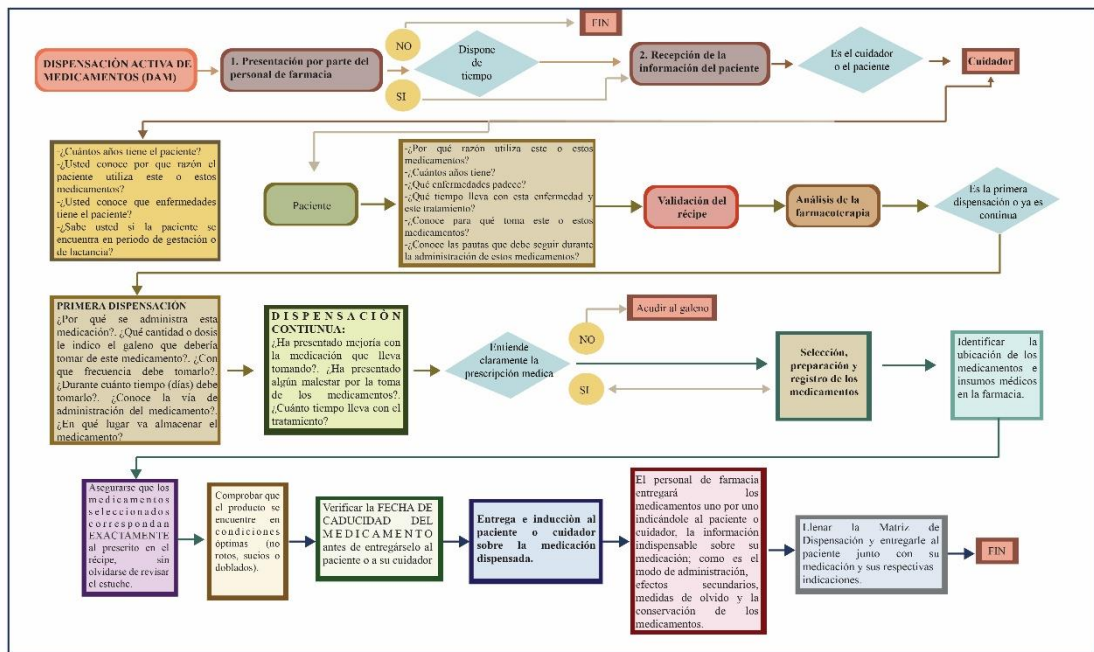 FIN
NO
DISPENSACIÓN ACTIVA DE
MEDICAMENTOS (DAM)
1. Presentación por parte del
personal de farmacia
Dispone
de
tiempo
2. Recepción de la
información del paciente
Es el cuidador
o el paciente
Cuidador
SI
-¿Cuántos años tiene el paciente?
-¿Usted conoce por que razón el
paciente utiliza este o estos
medicamentos?
-¿Usted conoce que enfermedades
tiene el paciente?
-¿Sabe usted si la paciente se
encuentra en periodo de gestación o
de lactancia?
Paciente
-¿Por qué razón utiliza este o estos
medicamentos?
-¿Cuántos años tiene?
-¿Qué enfermedades padece?
-¿Qué tiempo lleva con esta enfermedad y
este tratamiento?
-¿Conoce para qué toma este o estos
medicamentos?
-¿Conoce las pautas que debe seguir durante
la administración de estos medicamentos?
Validación del
récipe
Análisis de la
farmacoterapia
Es la primera
dispensación o ya es
continua
PRIMERA DISPENSACIÓN
¿Por qué se administra esta
medicación?. ¿Qué cantidad o dosis
le indico el galeno que debería
tomar de este medicamento?. ¿Con
que frecuencia debe tomarlo?.
¿Durante cuánto tiempo (días) debe
tomarlo?. ¿Conoce la vía de
administración del medicamento?.
¿En qué lugar va almacenar el
medicamento?
DISPENSACIÓN
CONTIUNUA:
¿Ha presentado mejoría con
la medicación que lleva
tomando?. ¿Ha presentado
algún malestar por la toma
de los medicamentos?.
¿Cuánto tiempo lleva con el
tratamiento?
Entiende
claramente la
prescripción medica
NO
Acudir al galeno
SI
Selección,
preparación y
registro de los
medicamentos
Identificar la
ubicación de los
medicamentos e
insumos médicos
en la farmacia.
Asegurarse que los
medicamentos
seleccionados
correspondan
EXACTAMENTE
al prescrito en el
récipe, sin
olvidarse de revisar
el estuche.
Comprobar que
el producto se
encuentre en
condiciones
óptimas (no
rotos, sucios o
doblados).
Verificar la FECHA DE
CADUCIDAD DEL
MEDICAMENTO
antes de entregárselo al
paciente o a su cuidador
Entrega e inducciòn al
paciente o cuidador
sobre la medicación
dispensada.
El personal de farmacia
entregará los
medicamentos uno por uno
indicándole al paciente o
cuidador, la información
indispensable sobre su
medicación; como es el
modo de administración,
efectos secundarios,
medidas de olvido y la
conservación de los
medicamentos.
Llenar la Matriz de
Dispensación y entregarle al
paciente junto con su
medicación y sus respectivas
indicaciones.
FIN